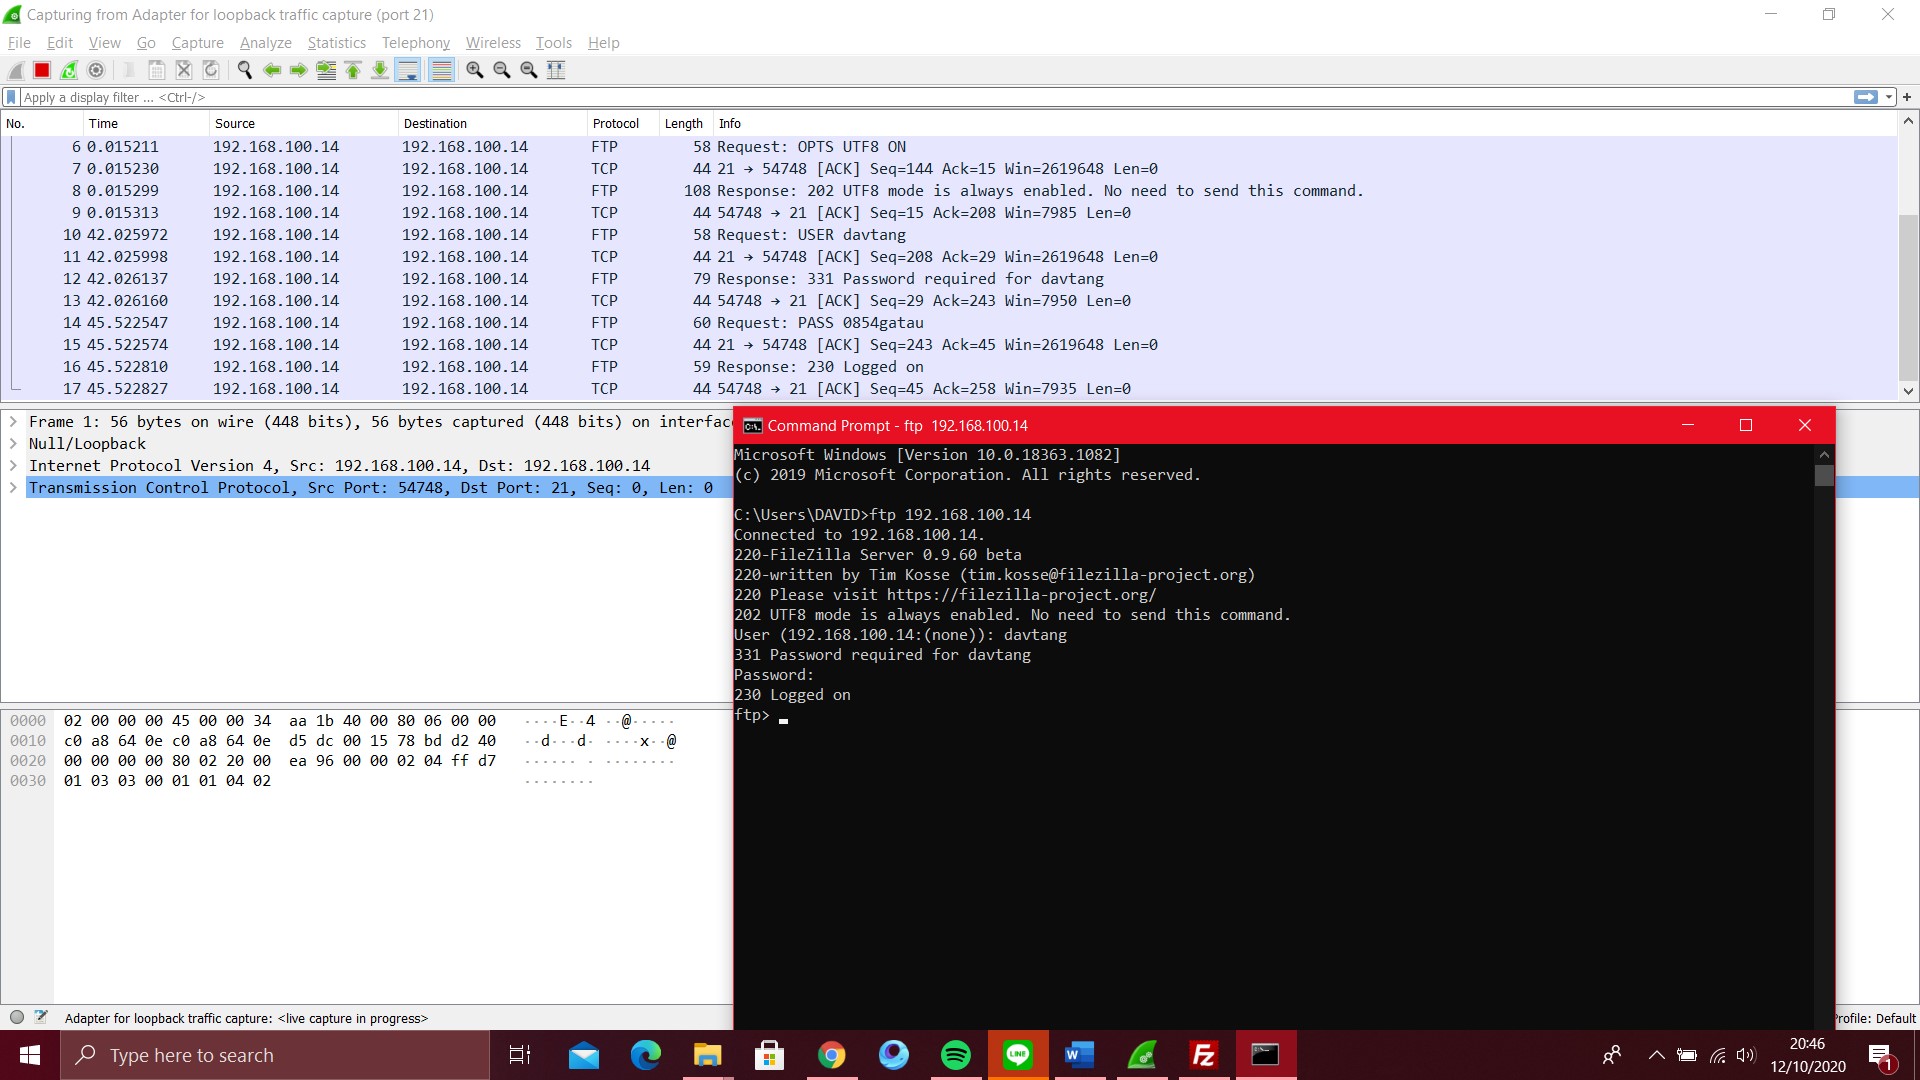 Capturing from Adapter for loopback traffic capture (port 21)
File Edit View Go Capture Analyze Statistics Telephony Wireless Tools Help
Apply a display filter ... <Ctrl-/>
No. Time Source Destination Protocol Length Info
6 0.015211 192.168.100.14 192.168.100.14 FTP 58 Request: OPTS UTF8 ON
7 0.015230 192.168.100.14 192.168.100.14 TCP 44 21 → 54748 [ACK] Seq=144 Ack=15 Win=2619648 Len=0
8 0.015299 192.168.100.14 192.168.100.14 FTP 108 Response: 202 UTF8 mode is always enabled. No need to send this command.
9 0.015313 192.168.100.14 192.168.100.14 TCP 44 54748 → 21 [ACK] Seq=15 Ack=208 Win=7985 Len=0
10 42.025972 192.168.100.14 192.168.100.14 FTP 58 Request: USER davtang
11 42.025998 192.168.100.14 192.168.100.14 TCP 44 21 → 54748 [ACK] Seq=208 Ack=29 Win=2619648 Len=0
12 42.026137 192.168.100.14 192.168.100.14 FTP 79 Response: 331 Password required for davtang
13 42.026160 192.168.100.14 192.168.100.14 TCP 44 54748 → 21 [ACK] Seq=29 Ack=243 Win=7950 Len=0
14 45.522547 192.168.100.14 192.168.100.14 FTP 60 Request: PASS 0854gatau
15 45.522574 192.168.100.14 192.168.100.14 TCP 44 21 → 54748 [ACK] Seq=243 Ack=45 Win=2619648 Len=0
16 45.522810 192.168.100.14 192.168.100.14 FTP 59 Response: 230 Logged on
17 45.522827 192.168.100.14 192.168.100.14 TCP 44 54748 → 21 [ACK] Seq=45 Ack=258 Win=7935 Len=0
Frame 1: 56 bytes on wire (448 bits), 56 bytes captured (448 bits) on interfac
Null/Loopback
Internet Protocol Version 4, Src: 192.168.100.14, Dst: 192.168.100.14
Transmission Control Protocol, Src Port: 54748, Dst Port: 21, Seq: 0, Len: 0
0000 02 00 00 00 45 00 00 34 aa 1b 40 00 80 06 00 00 ····E··4 ··@·····
0010 c0 a8 64 0e c0 a8 64 0e d5 dc 00 15 78 bd d2 40 ··d···d· ····x··@
0020 00 00 00 00 80 02 20 00 ea 96 00 00 02 04 ff d7 ······ · ········
0030 01 03 03 00 01 01 04 02 ········
Command Prompt - ftp 192.168.100.14
Microsoft Windows [Version 10.0.18363.1082]
(c) 2019 Microsoft Corporation. All rights reserved.
C:\Users\DAVID>ftp 192.168.100.14
Connected to 192.168.100.14.
220-FileZilla Server 0.9.60 beta
220-written by Tim Kosse (tim.kosse@filezilla-project.org)
220 Please visit https://filezilla-project.org/
202 UTF8 mode is always enabled. No need to send this command.
User (192.168.100.14:(none)): davtang
331 Password required for davtang
Password:
230 Logged on
ftp>
Adapter for loopback traffic capture: <live capture in progress>
Profile: Default
Type here to search
LINE
W
Fz
20:46
12/10/2020
1